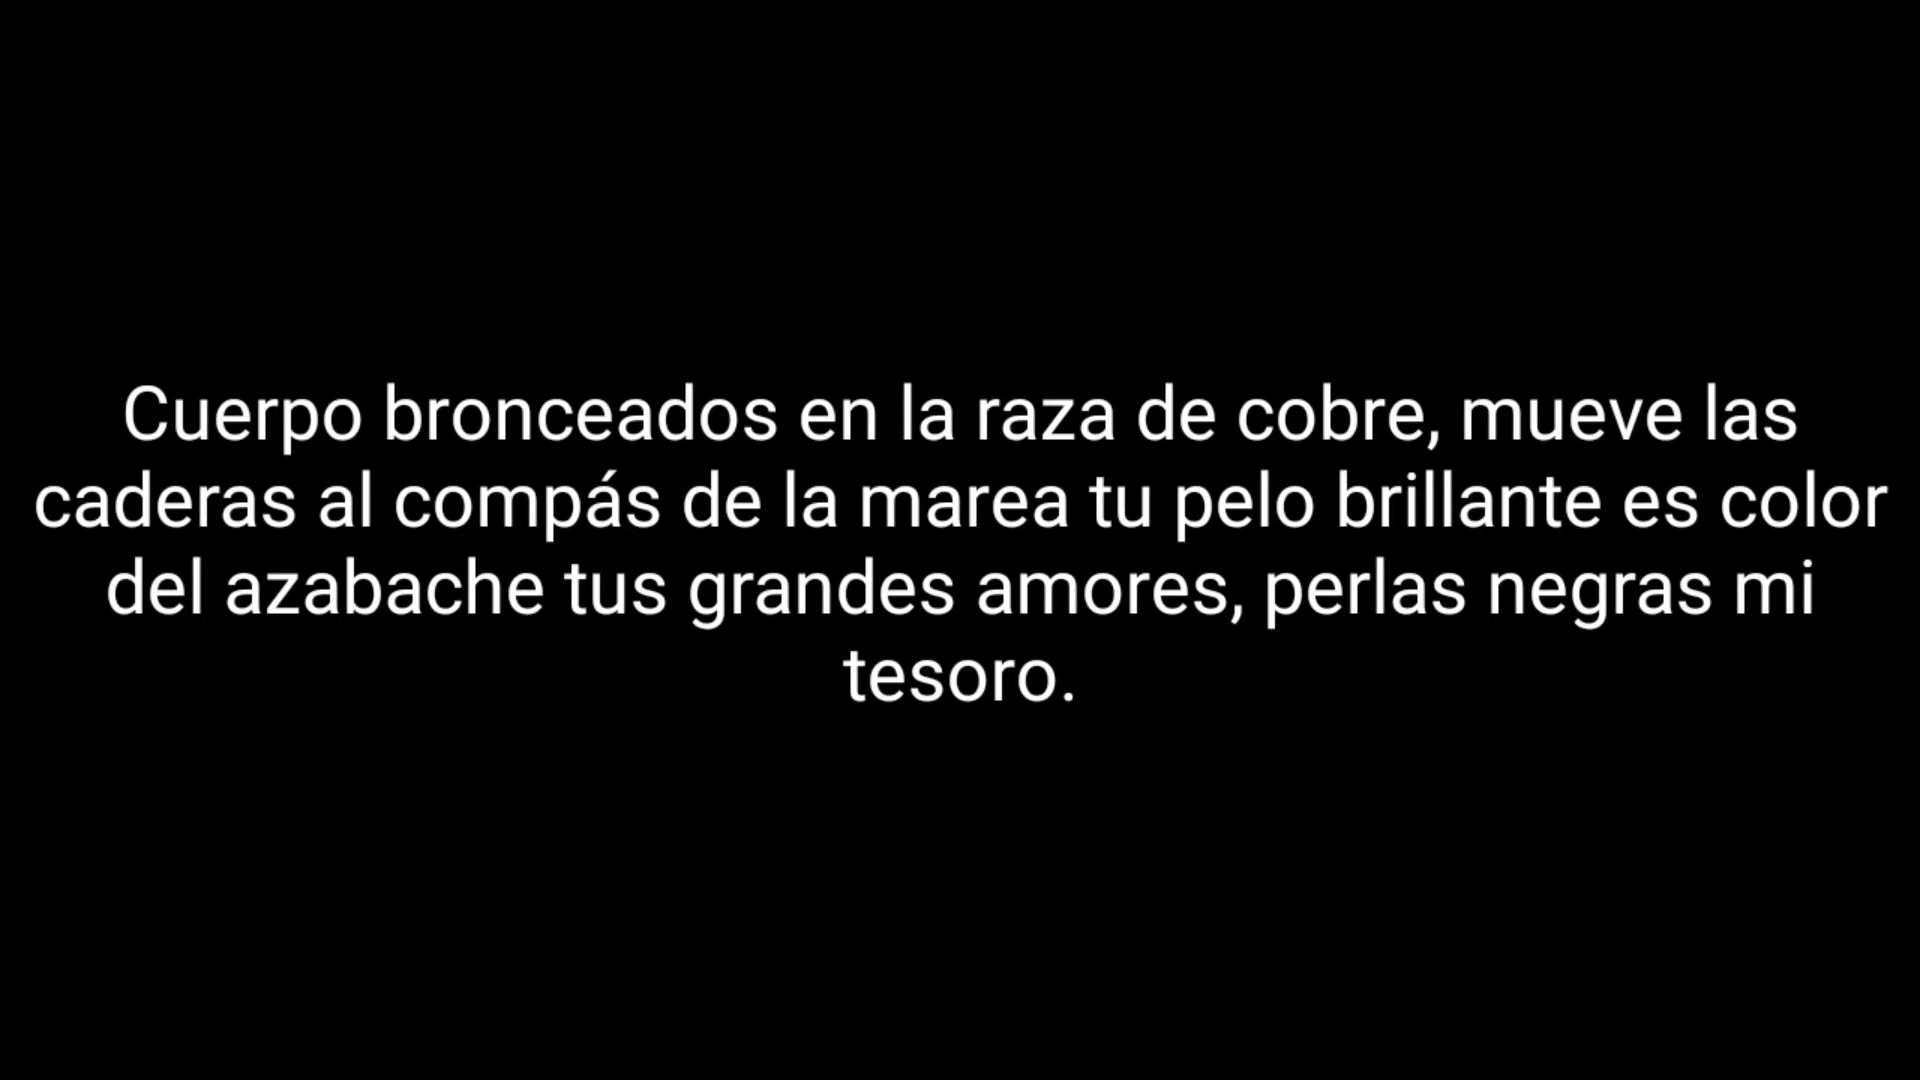 Cuerpo bronceados en la raza de cobre, mueve las
caderas al compás de la marea tu pelo brillante es color
del azabache tus grandes amores, perlas negras mi
tesoro.